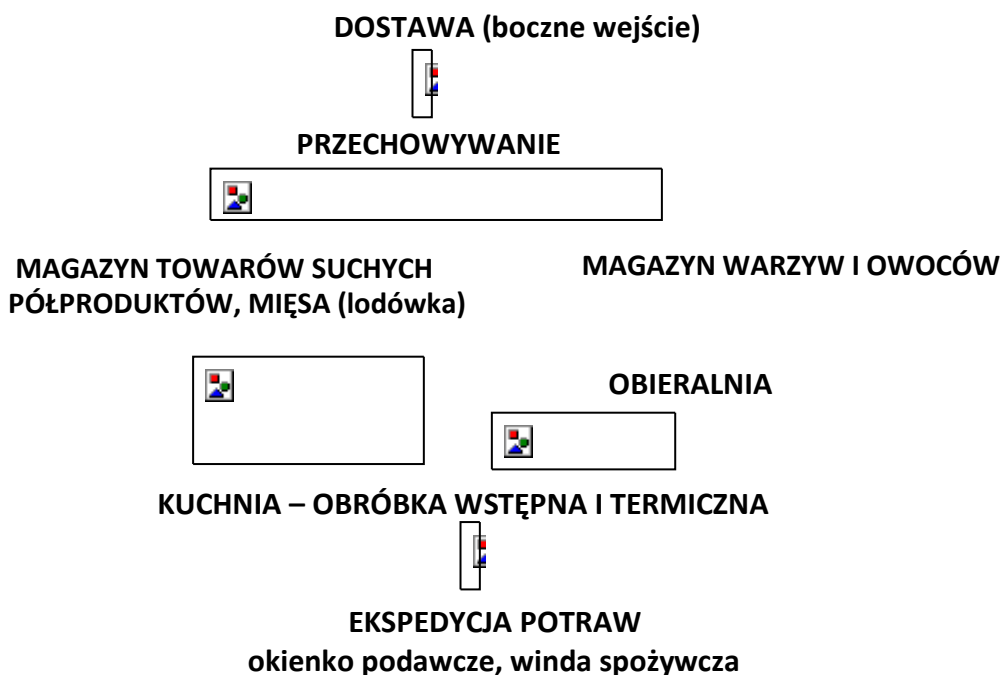 DOSTAWA (boczne wejście)
PRZECHOWYWANIE
MAGAZYN TOWARÓW SUCHYCH
PÓŁPRODUKTÓW, MIĘSA (lodówka)
MAGAZYN WARZYW I OWOCÓW
OBIERALNIA
KUCHNIA – OBRÓBKA WSTĘPNA I TERMICZNA
EKSPEDYCJA POTRAW
okienko podawcze, winda spożywcza